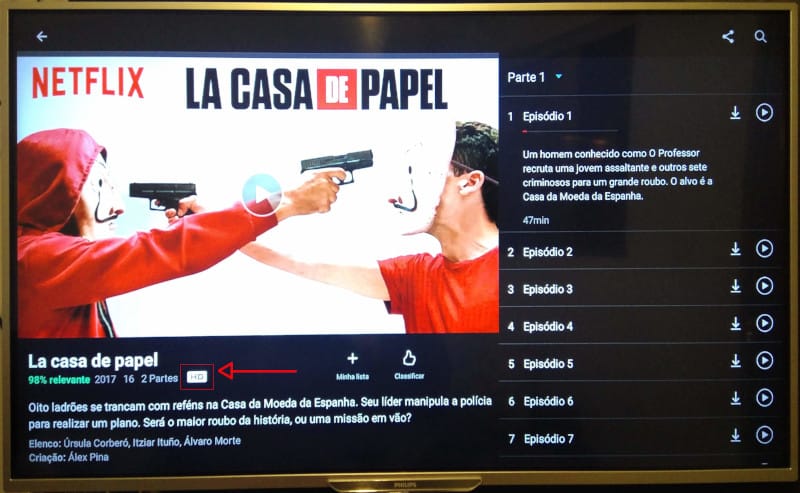 NETFLIX
LA CASA DE PAPEL
La casa de papel
98% relevante 2017 16 2 Partes HD
Minha lista
Classificar
Oito ladrões se trancam com reféns na Casa da Moeda da Espanha. Seu líder manipula a polícia
para realizar um plano. Será o maior roubo da história, ou uma missão em vão?
Elenco: Úrsula Corberó, Itziar Ituño, Álvaro Morte
Criação: Álex Pina
Parte 1
1 Episódio 1
Um homem conhecido como O Professor
recruta uma jovem assaltante e outros sete
criminosos para um grande roubo. O alvo é a
Casa da Moeda da Espanha.
47min
2 Episódio 2
3 Episódio 3
4 Episódio 4
5 Episódio 5
6 Episódio 6
7 Episódio 7
PHILIPS